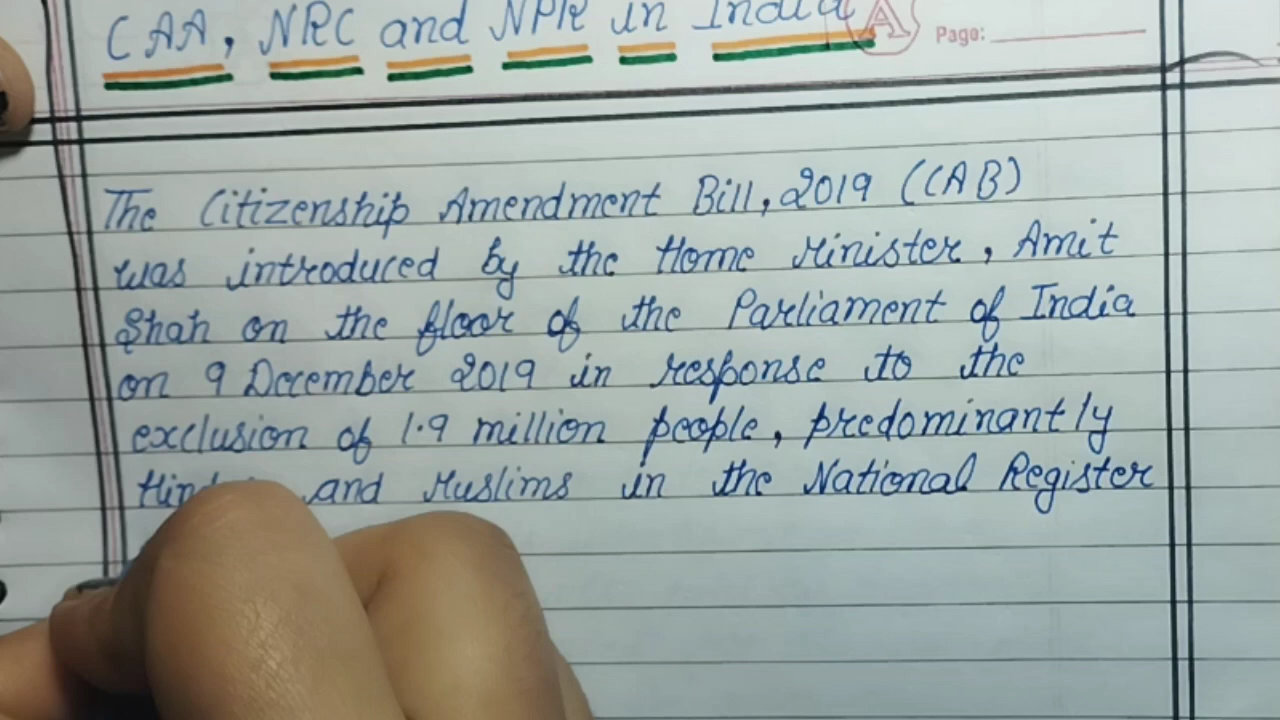 CAA, NRC and NPR in India
A
Page:
The Citizenship Amendment Bill, 2019 (CAB)
was introduced by the Home Minister, Amit
Shah on the floor of the Parliament of India
on 9 December 2019 in response to the
exclusion of 1.9 million people, predominantly
and Muslims in the National Register